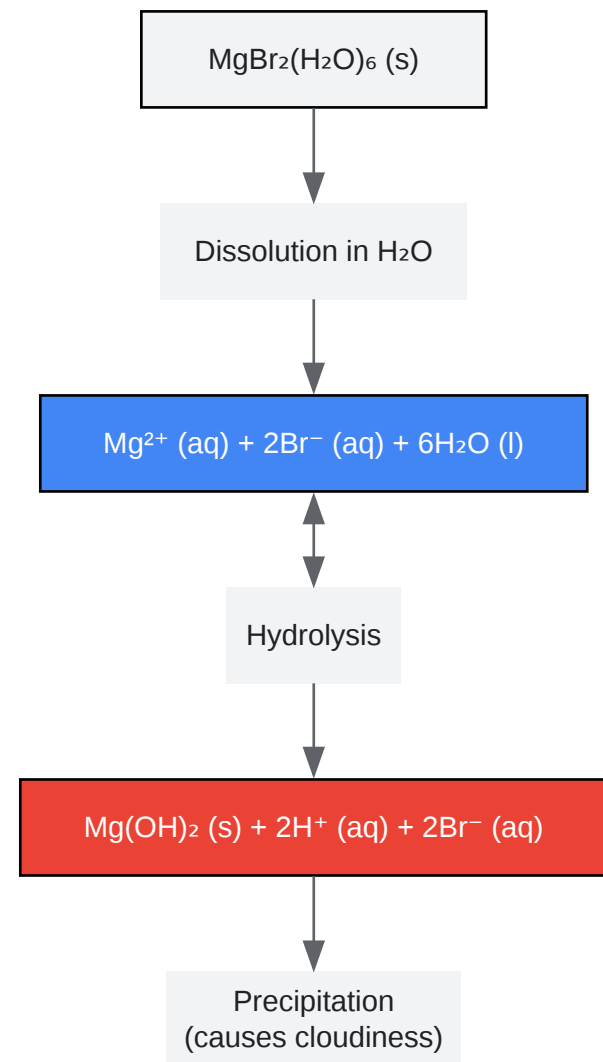 MgBr₂(H₂O)₆ (s)
Dissolution in H₂O
Mg²⁺ (aq) + 2Br⁻ (aq) + 6H₂O (l)
Hydrolysis
Mg(OH)₂ (s) + 2H⁺ (aq) + 2Br⁻ (aq)
Precipitation
(causes cloudiness)